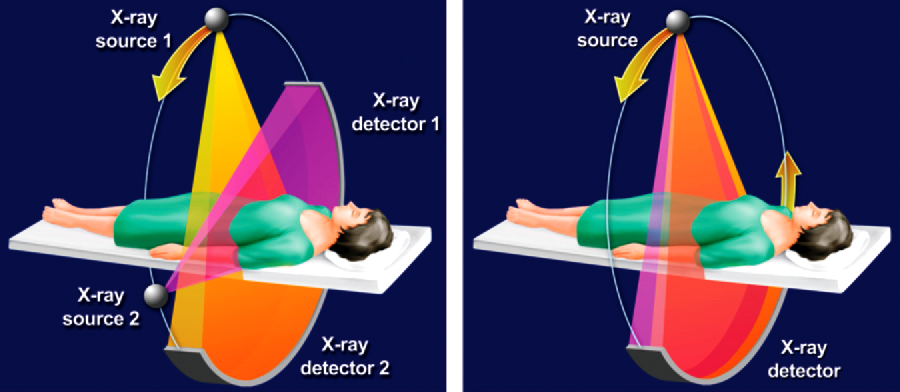 X-ray
source 1
X-ray
detector 1
X-ray
source 2
X-ray
detector 2
X-ray
source
X-ray
detector